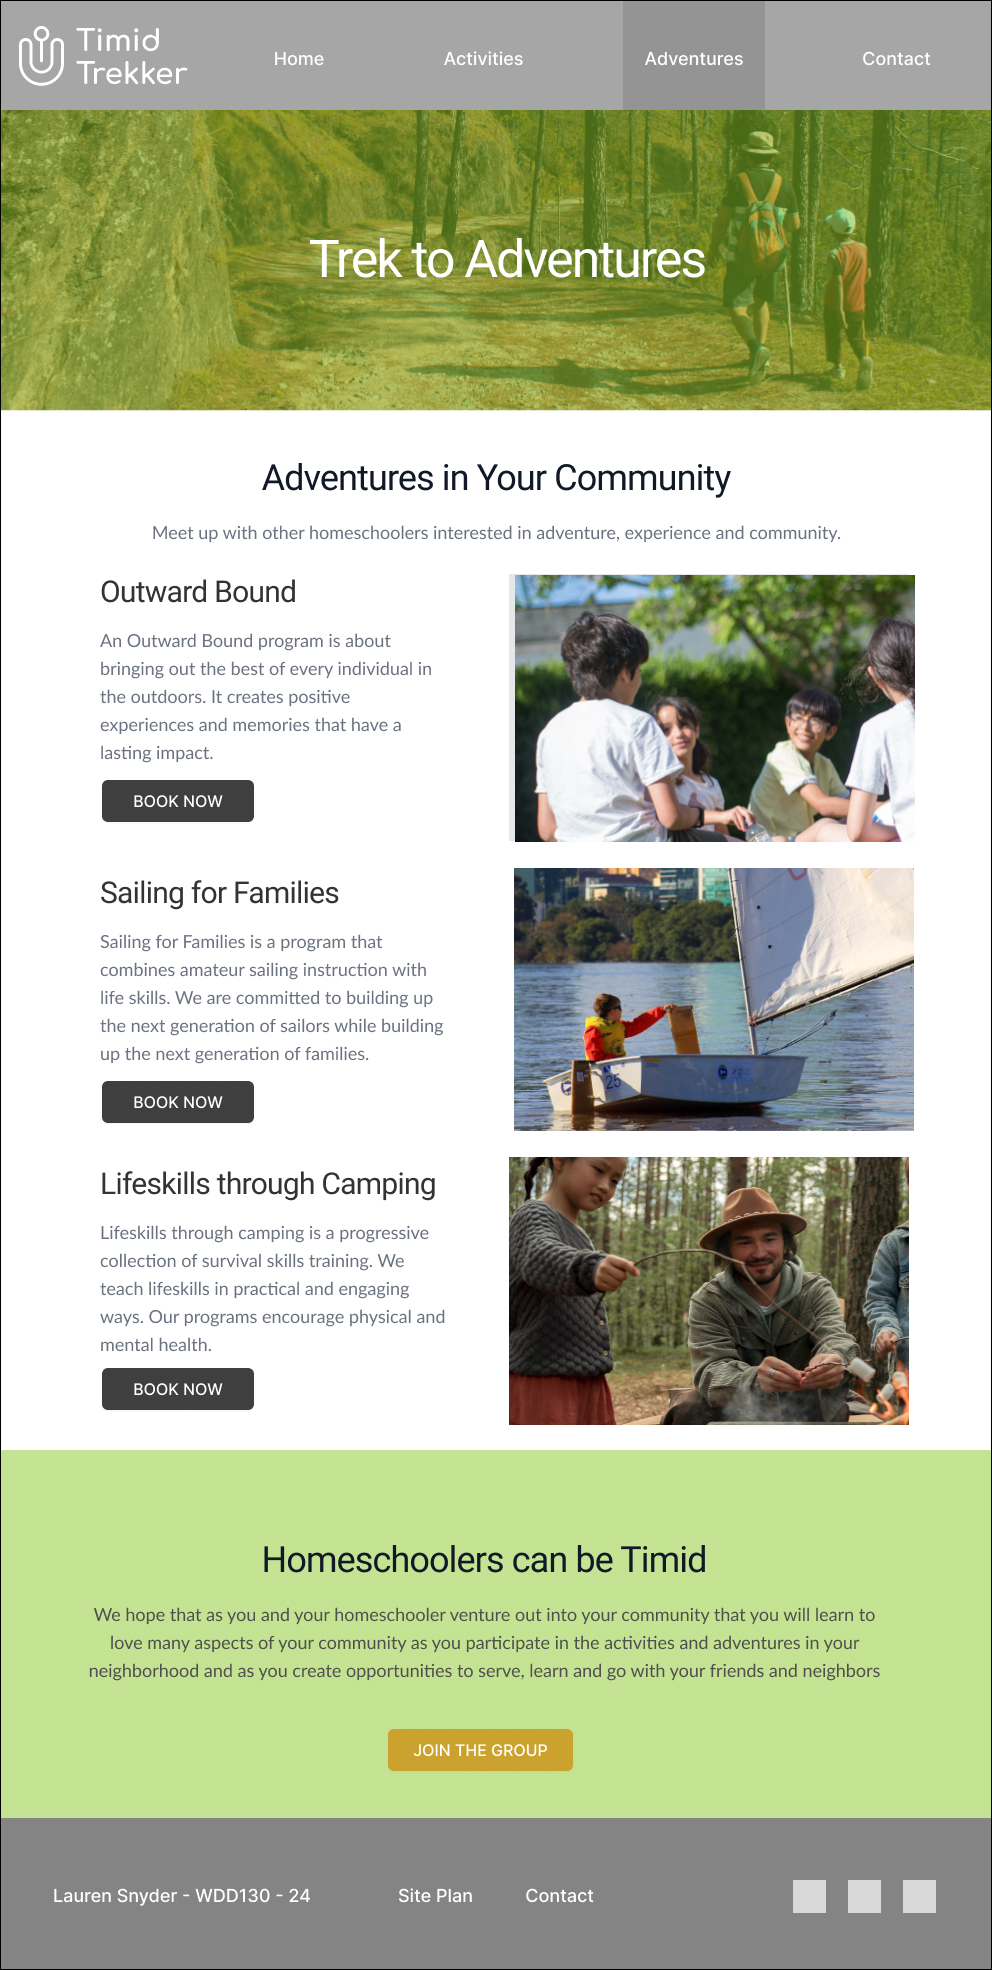 Timid
Trekker
Home
Activities
Adventures
Contact
Trek to Adventures
Adventures in Your Community
Meet up with other homeschoolers interested in adventure, experience and community.
Outward Bound
An Outward Bound program is about
bringing out the best of every individual in
the outdoors. It creates positive
experiences and memories that have a
lasting impact.
BOOK NOW
Sailing for Families
Sailing for Families is a program that
combines amateur sailing instruction with
life skills. We are committed to building up
the next generation of sailors while building
up the next generation of families.
BOOK NOW
25
Lifeskills through Camping
Lifeskills through camping is a progressive
collection of survival skills training. We
teach lifeskills in practical and engaging
ways. Our programs encourage physical and
mental health.
BOOK NOW
Homeschoolers can be Timid
We hope that as you and your homeschooler venture out into your community that you will learn to
love many aspects of your community as you participate in the activities and adventures in your
neighborhood and as you create opportunities to serve, learn and go with your friends and neighbors
JOIN THE GROUP
Lauren Snyder - WDD130 - 24
Site Plan
Contact